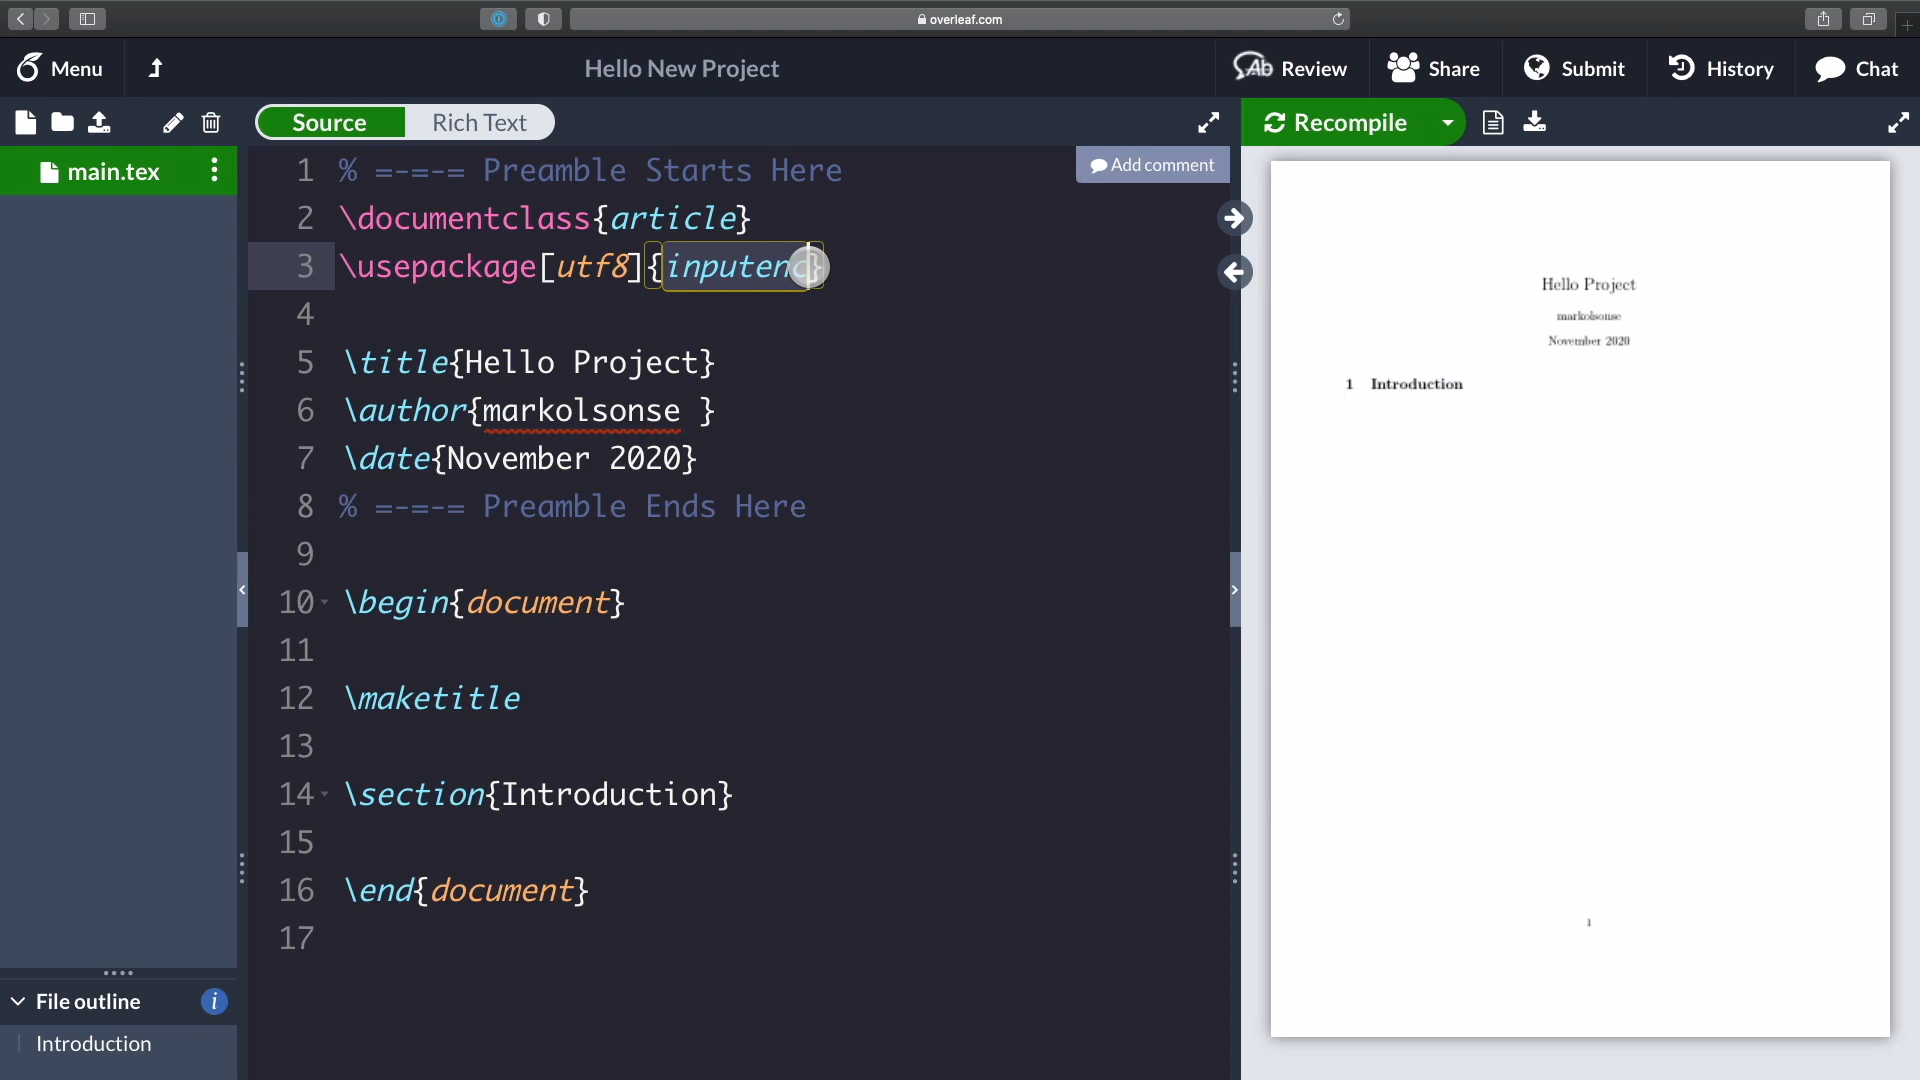 overleaf.com
Menu
Hello New Project
Ab Review
Share
Submit
History
Chat
Source
Rich Text
Recompile
main.tex
Add comment
1 % =-=-= Preamble Starts Here
2 \documentclass{article}
3 \usepackage[utf8]{inputenc}
4
5 \title{Hello Project}
6 \author{markolsonse }
7 \date{November 2020}
8 % =-=-= Preamble Ends Here
9
10 \begin{document}
11
12 \maketitle
13
14 \section{Introduction}
15
16 \end{document}
17
File outline
i
Introduction
Hello Project
markolsonse
November 2020
1 Introduction
1